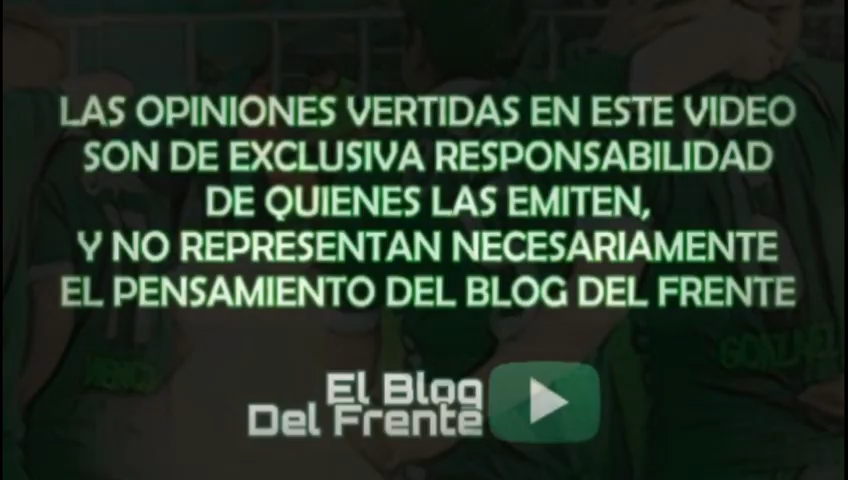 LAS OPINIONES VERTIDAS EN ESTE VIDEO
SON DE EXCLUSIVA RESPONSABILIDAD
DE QUIENES LAS EMITEN,
Y NO REPRESENTAN NECESARIAMENTE
EL PENSAMIENTO DEL BLOG DEL FRENTE
El Blog
Del Frente